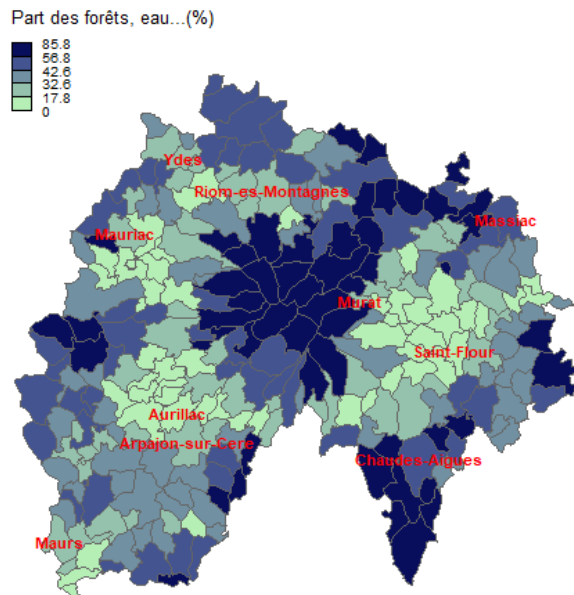 Part des forêts, eau...(%)
85.8
56.8
42.6
32.6
17.8
0
Ydes
Riom-es-Montagnes
Mauriac
Massiac
Murat
Saint-Flour
Aurillac
Arpajon-sur-Cere
Chaudes-Aigues
Maurs